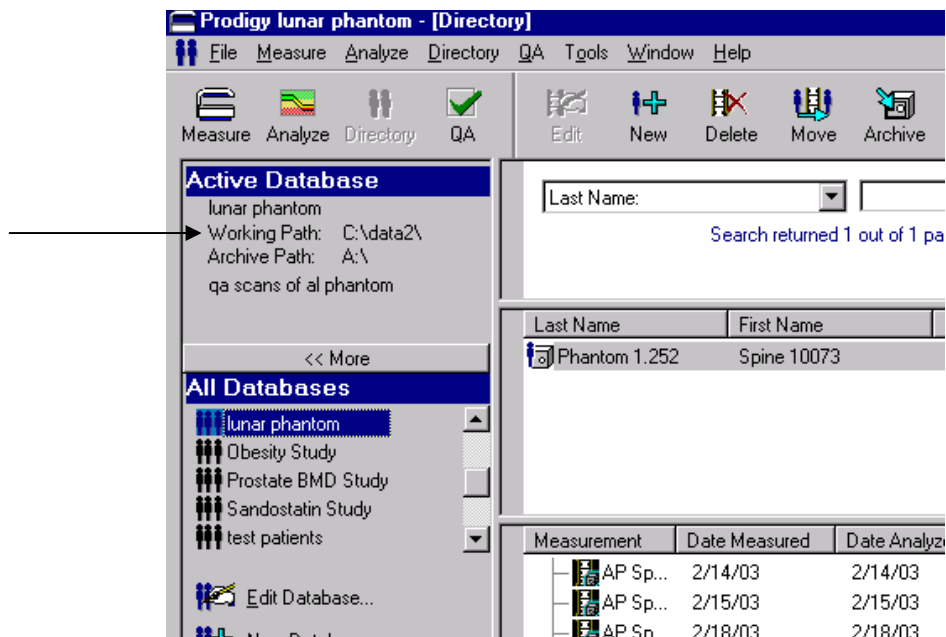 Prodigy lunar phantom - [Directory]
File Measure Analyze Directory QA Tools Window Help
Measure Analyze Directory QA Edit New Delete Move Archive
Active Database
lunar phantom
Working Path: C:\data2\
Archive Path: A:\
qa scans of al phantom
<< More
All Databases
lunar phantom
Obesity Study
Prostate BMD Study
Sandostatin Study
test patients
Edit Database...
Last Name:
Search returned 1 out of 1 pa
Last Name First Name
Phantom 1.252 Spine 10073
Measurement Date Measured Date Analyze
AP Sp... 2/14/03 2/14/03
AP Sp... 2/15/03 2/15/03
AP Sp... 2/18/03 2/18/03